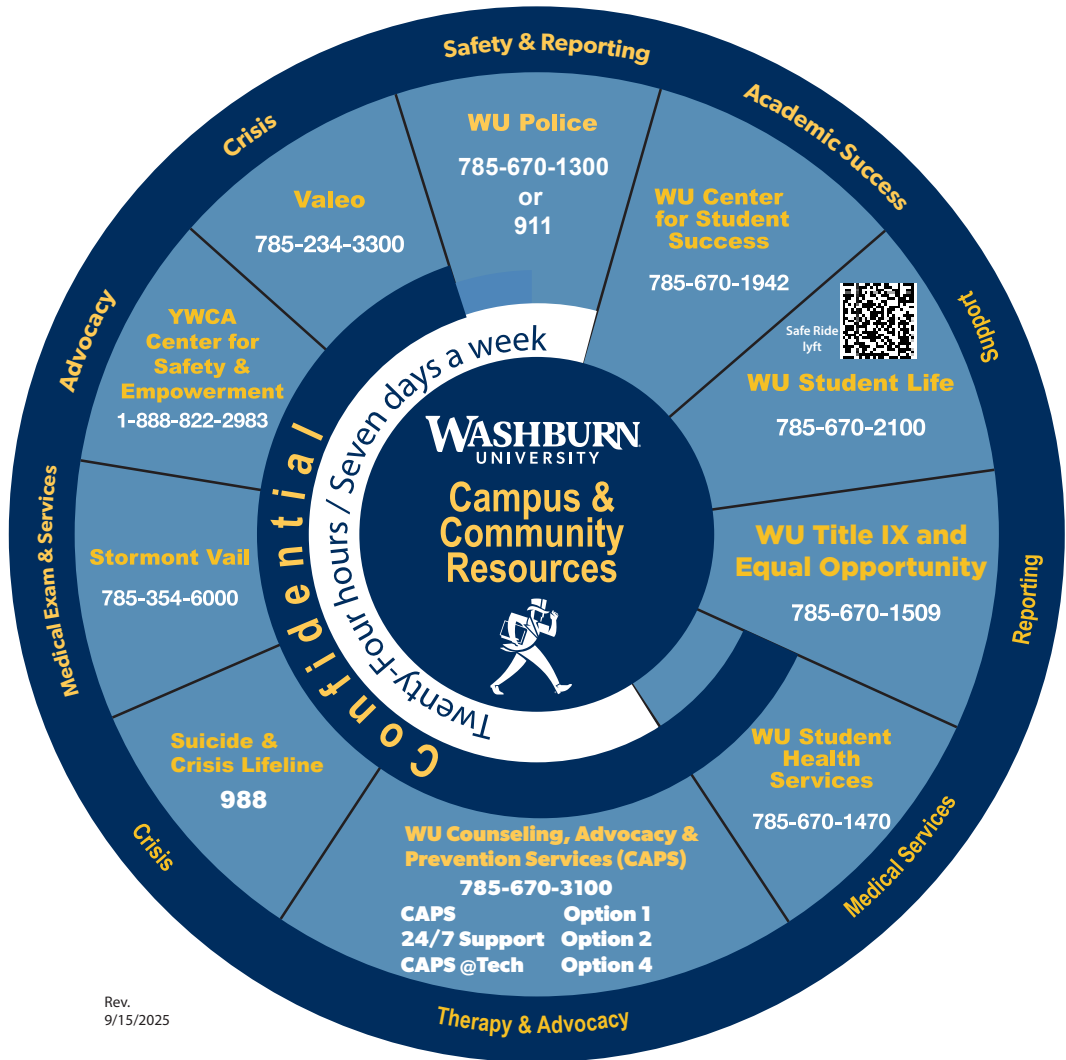 Safety & Reporting
WU Police
785-670-1300
or
911
Academic Success
WU Center
for Student
Success
785-670-1942
Support
Safe Ride
lyft
WU Student Life
785-670-2100
Reporting
WU Title IX and
Equal Opportunity
785-670-1509
Medical Services
WU Student
Health
Services
785-670-1470
Therapy & Advocacy
WU Counseling, Advocacy &
Prevention Services (CAPS)
785-670-3100
CAPS Option 1
24/7 Support Option 2
CAPS @Tech Option 4
Crisis
Suicide &
Crisis Lifeline
988
Medical Exam & Services
Stormont Vail
785-354-6000
Advocacy
YWCA
Center for
Safety &
Empowerment
1-888-822-2983
Crisis
Valeo
785-234-3300
Confidential
Twenty-Four hours / Seven days a week
WASHBURN
UNIVERSITY
Campus &
Community
Resources
Rev.
9/15/2025